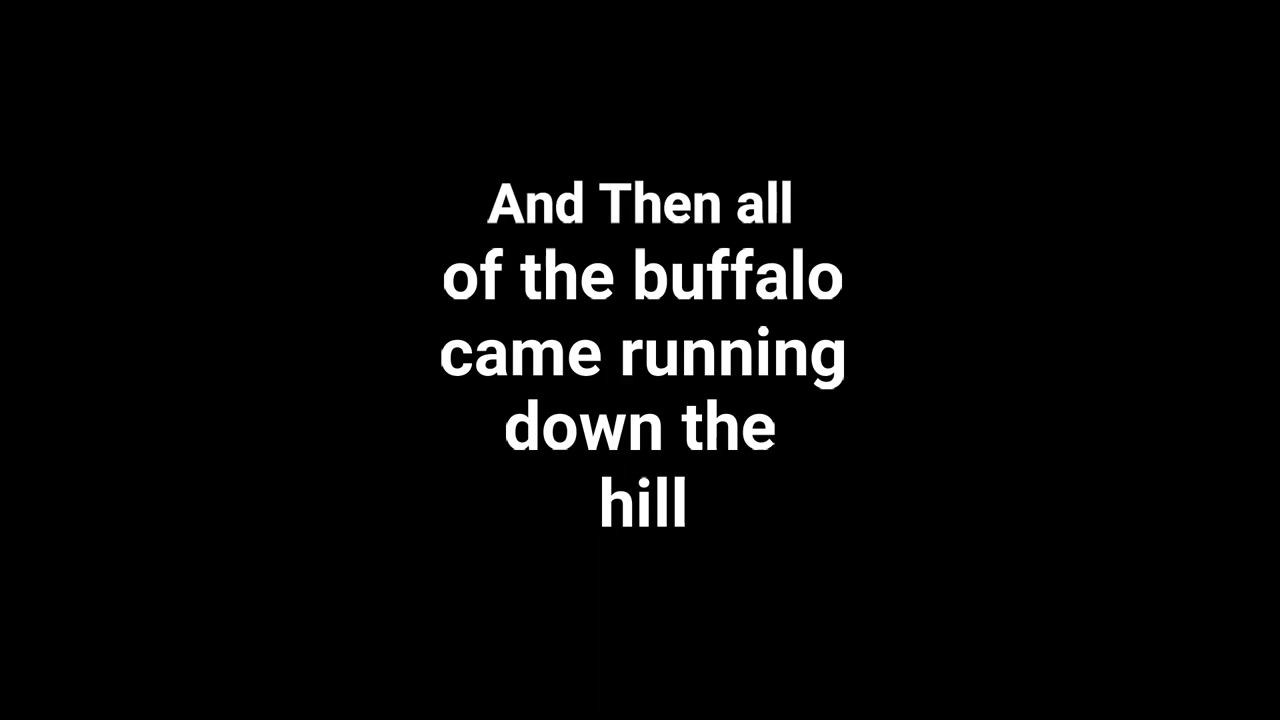 And Then all
of the buffalo
came running
down the
hill